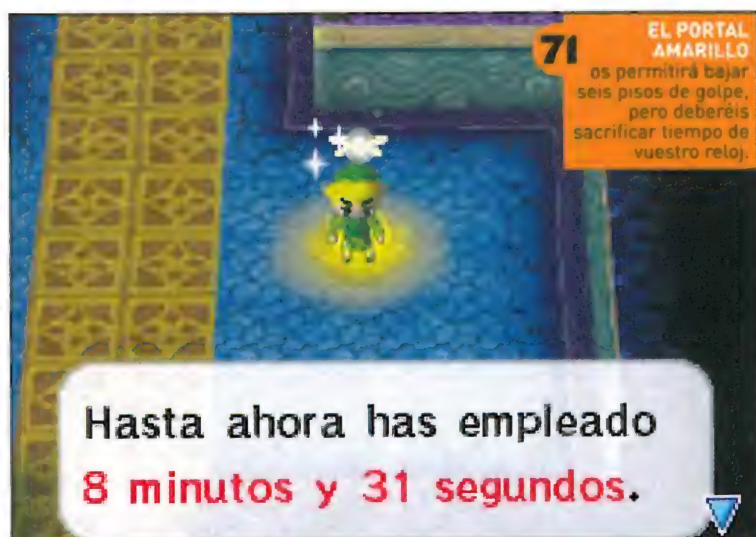 71
EL PORTAL
AMARILLO
os permitirá bajar
seis pisos de golpe,
pero deberéis
sacrificar tiempo de
vuestro reloj.
Hasta ahora has empleado
8 minutos y 31 segundos.